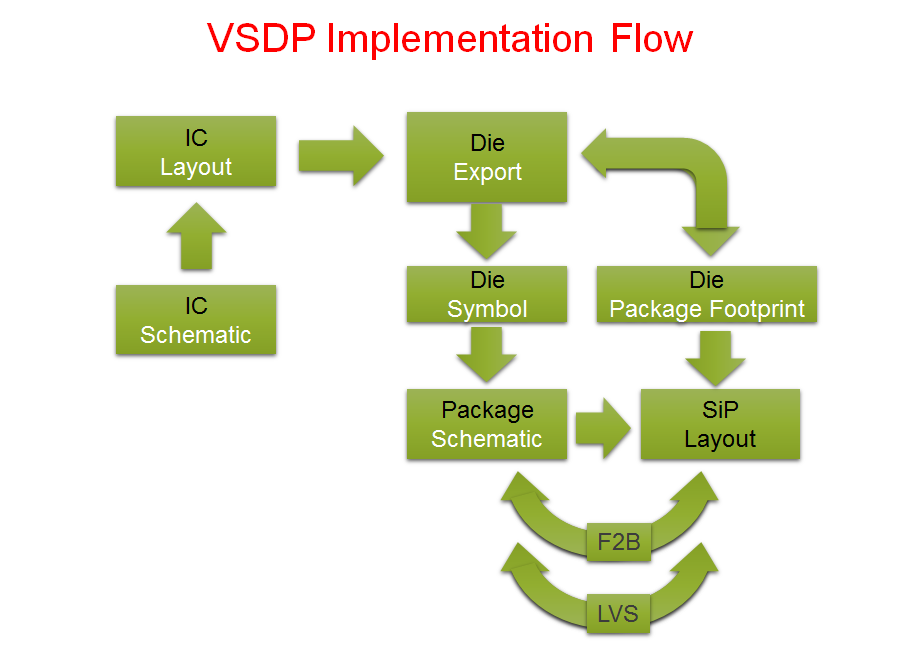 VSDP Implementation Flow
IC
Layout
Die
Export
IC
Schematic
Die
Symbol
Die
Package Footprint
Package
Schematic
SiP
Layout
F2B
LVS